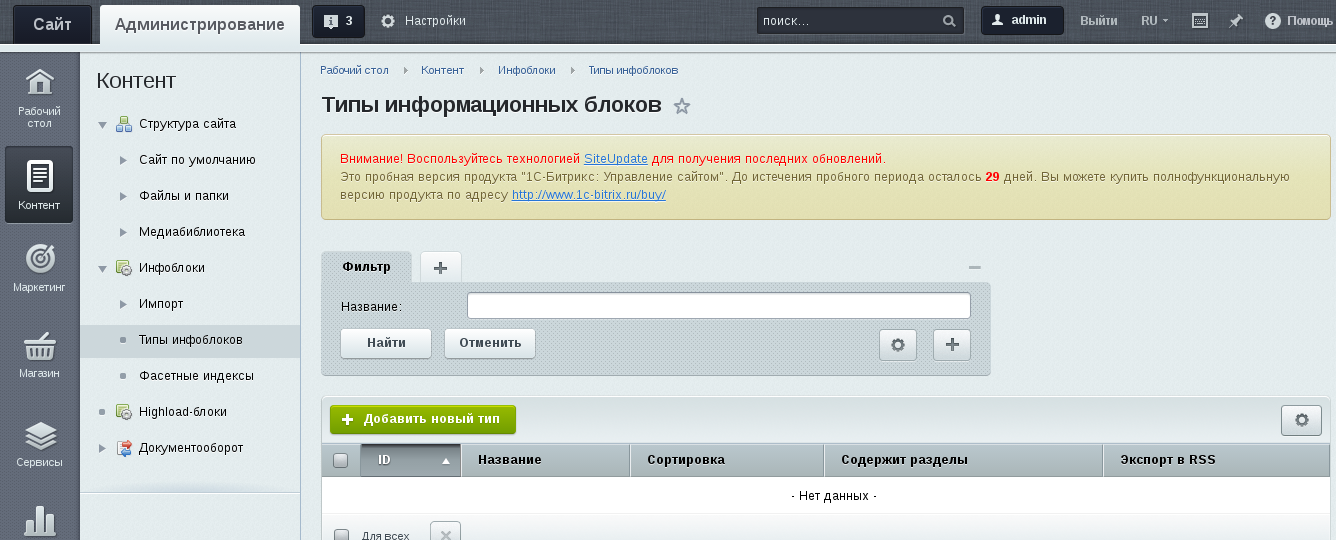 Сайт
Администрирование
3
Настройки
поиск...
admin
Выйти
RU
Помощь
Рабочий стол
Контент
Маркетинг
Магазин
Сервисы
Контент
Структура сайта
Сайт по умолчанию
Файлы и папки
Медиабиблиотека
Инфоблоки
Импорт
Типы инфоблоков
Фасетные индексы
Highload-блоки
Документооборот
Рабочий стол Контент Инфоблоки Типы инфоблоков
Типы информационных блоков
Внимание! Воспользуйтесь технологией SiteUpdate для получения последних обновлений.
Это пробная версия продукта "1С-Битрикс: Управление сайтом". До истечения пробного периода осталось 29 дней. Вы можете купить полнофункциональную
версию продукта по адресу http://www.1c-bitrix.ru/buy/
Фильтр
Название:
Найти
Отменить
Добавить новый тип
ID Название Сортировка Содержит разделы Экспорт в RSS
- Нет данных -
Для всех